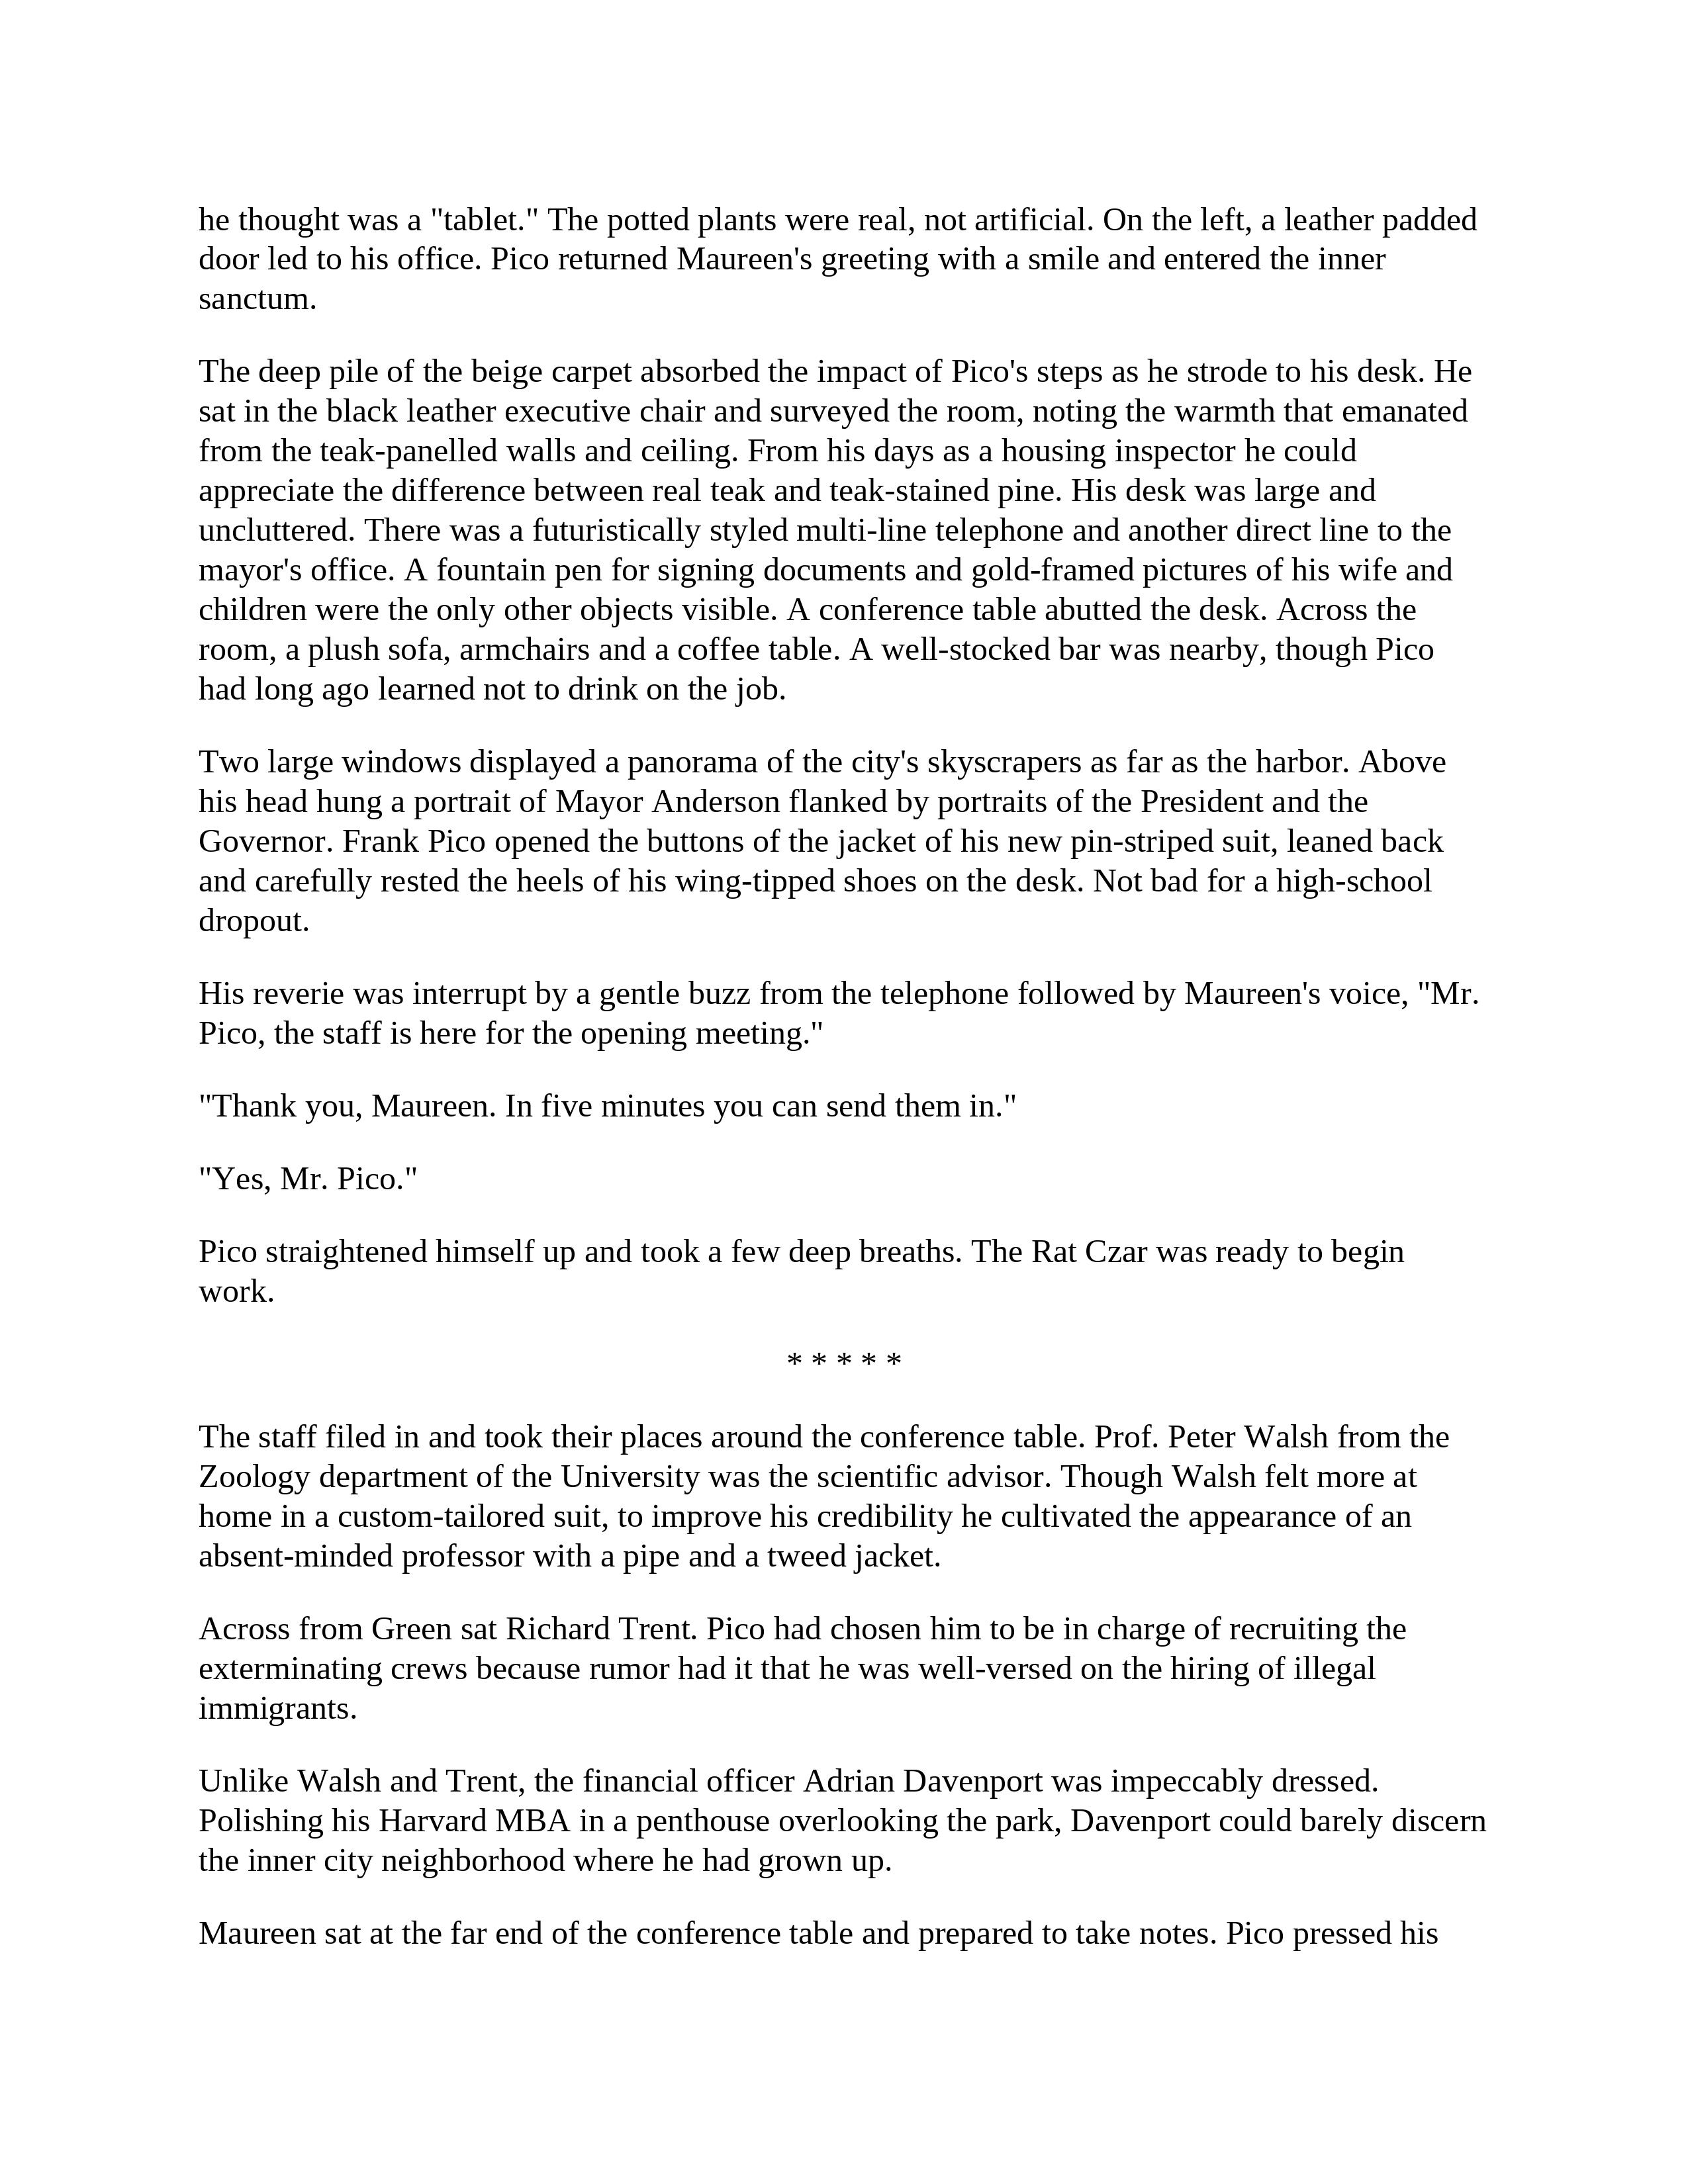 he thought was a "tablet." The potted plants were real, not artificial. On the left, a leather padded
door led to his office. Pico returned Maureen's greeting with a smile and entered the inner
sanctum.
The deep pile of the beige carpet absorbed the impact of Pico's steps as he strode to his desk. He
sat in the black leather executive chair and surveyed the room, noting the warmth that emanated
from the teak-panelled walls and ceiling. From his days as a housing inspector he could
appreciate the difference between real teak and teak-stained pine. His desk was large and
uncluttered. There was a futuristically styled multi-line telephone and another direct line to the
mayor's office. A fountain pen for signing documents and gold-framed pictures of his wife and
children were the only other objects visible. A conference table abutted the desk. Across the
room, a plush sofa, armchairs and a coffee table. A well-stocked bar was nearby, though Pico
had long ago learned not to drink on the job.
Two large windows displayed a panorama of the city's skyscrapers as far as the harbor. Above
his head hung a portrait of Mayor Anderson flanked by portraits of the President and the
Governor. Frank Pico opened the buttons of the jacket of his new pin-striped suit, leaned back
and carefully rested the heels of his wing-tipped shoes on the desk. Not bad for a high-school
dropout.
His reverie was interrupt by a gentle buzz from the telephone followed by Maureen's voice, "Mr.
Pico, the staff is here for the opening meeting."
"Thank you, Maureen. In five minutes you can send them in."
"Yes, Mr. Pico."
Pico straightened himself up and took a few deep breaths. The Rat Czar was ready to begin
work.
* * * * *
The staff filed in and took their places around the conference table. Prof. Peter Walsh from the
Zoology department of the University was the scientific advisor. Though Walsh felt more at
home in a custom-tailored suit, to improve his credibility he cultivated the appearance of an
absent-minded professor with a pipe and a tweed jacket.
Across from Green sat Richard Trent. Pico had chosen him to be in charge of recruiting the
exterminating crews because rumor had it that he was well-versed on the hiring of illegal
immigrants.
Unlike Walsh and Trent, the financial officer Adrian Davenport was impeccably dressed.
Polishing his Harvard MBA in a penthouse overlooking the park, Davenport could barely discern
the inner city neighborhood where he had grown up.
Maureen sat at the far end of the conference table and prepared to take notes. Pico pressed his